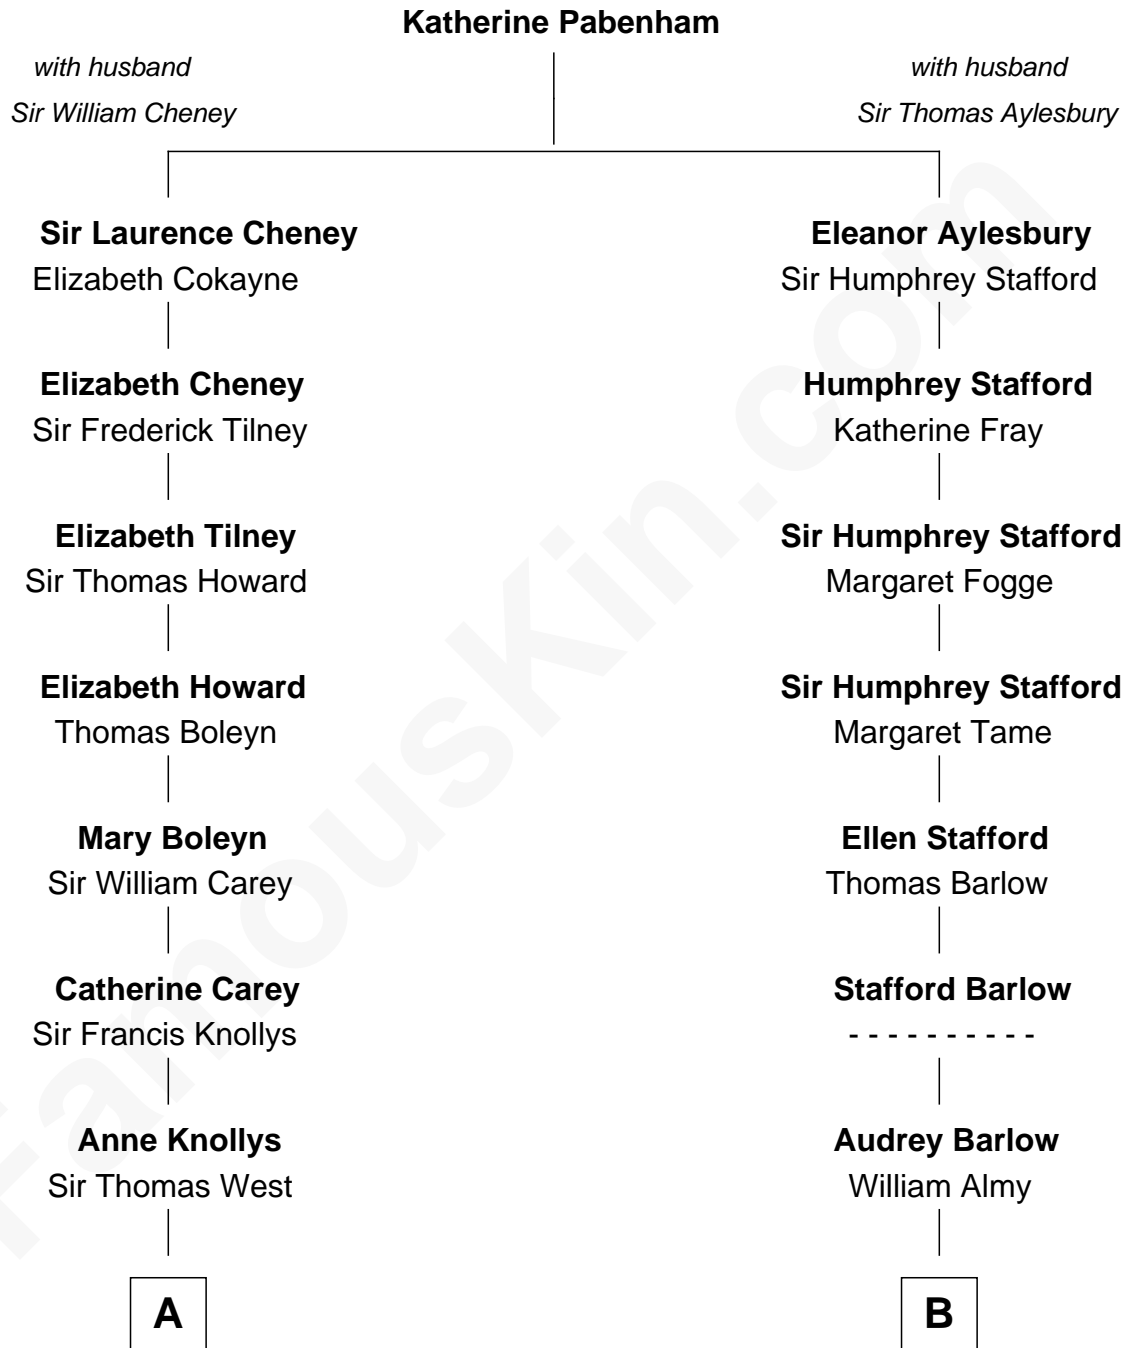 Katherine Pabenham
with husband
Sir William Cheney
with husband
Sir Thomas Aylesbury
Sir Laurence Cheney
Elizabeth Cokayne
Eleanor Aylesbury
Sir Humphrey Stafford
Elizabeth Cheney
Sir Frederick Tilney
Humphrey Stafford
Katherine Fray
Elizabeth Tilney
Sir Thomas Howard
Sir Humphrey Stafford
Margaret Fogge
Elizabeth Howard
Thomas Boleyn
Sir Humphrey Stafford
Margaret Tame
Mary Boleyn
Sir William Carey
Ellen Stafford
Thomas Barlow
Catherine Carey
Sir Francis Knollys
Stafford Barlow
- - - - - - - - - -
Anne Knollys
Sir Thomas West
Audrey Barlow
William Almy
A
B
FamousKin.com